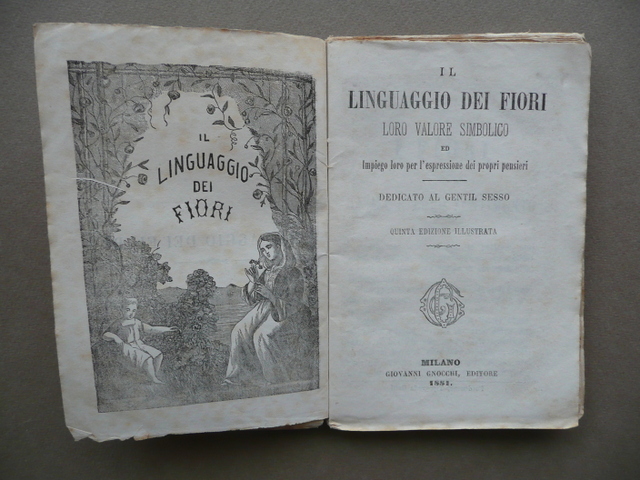 IL
LINGUAGGIO
DEI
FIORI
IL
LINGUAGGIO DEI FIORI
LORO VALORE SIMBOLICO
ED
Impiego loro per l'espressione dei propri pensieri
DEDICATO AL GENTIL SESSO
QUINTA EDIZIONE ILLUSTRATA
MILANO
GIOVANNI GNOCCHI, EDITORE
1881.